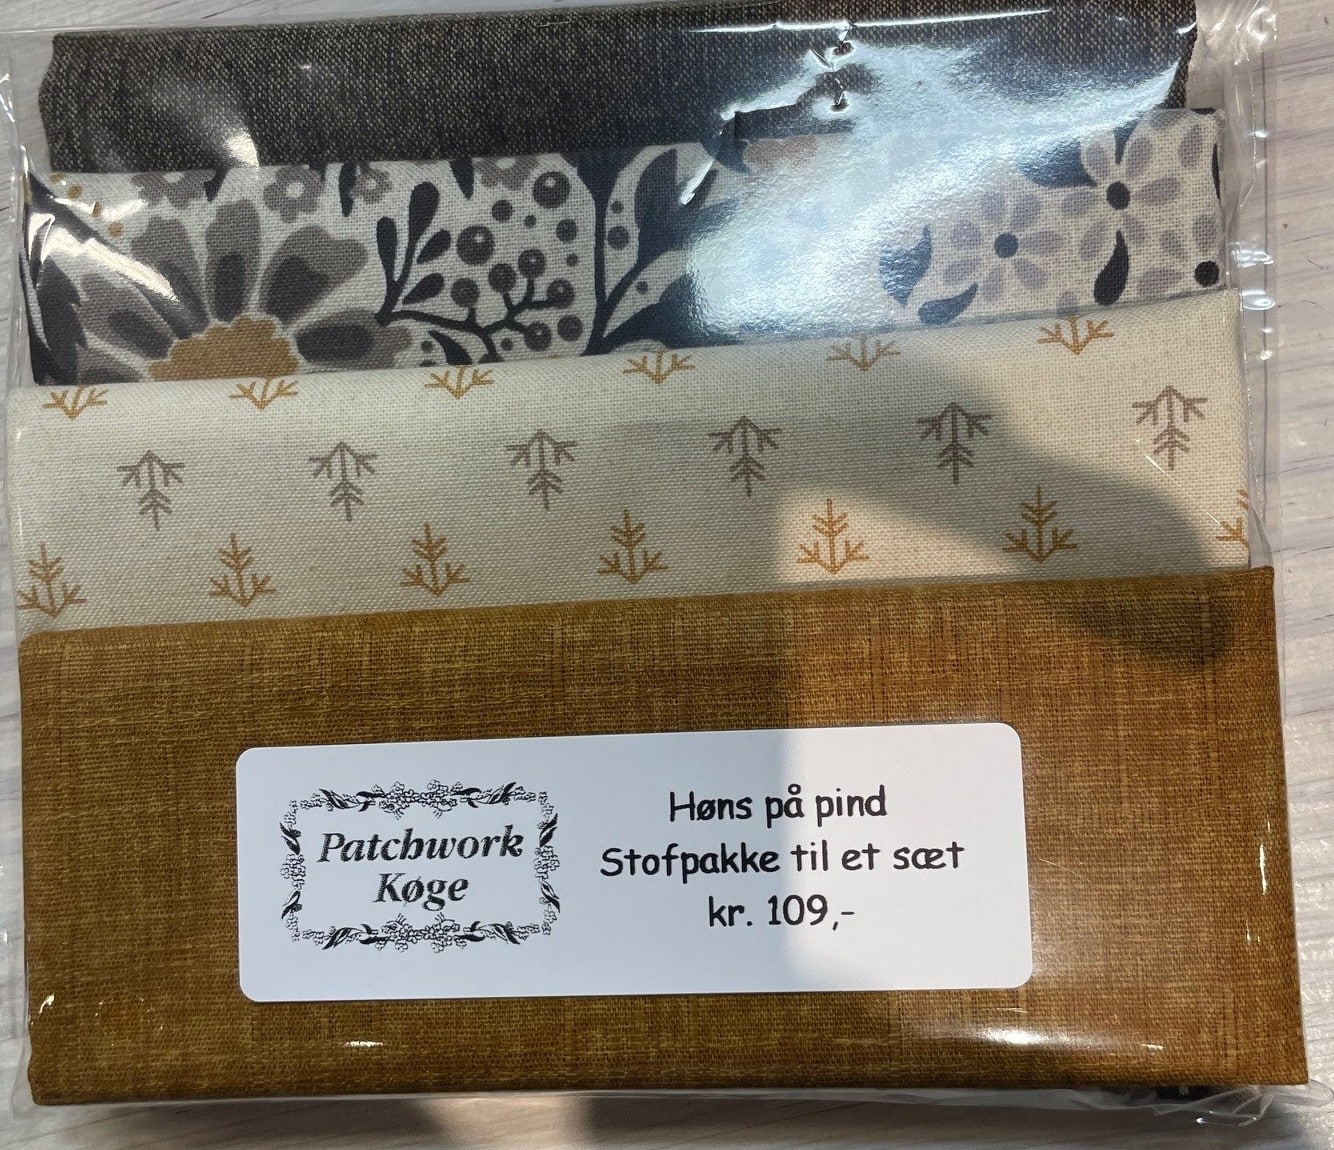 Patchwork
Køge
Høns på pind
Stofpakke til et sæt
kr. 109,-